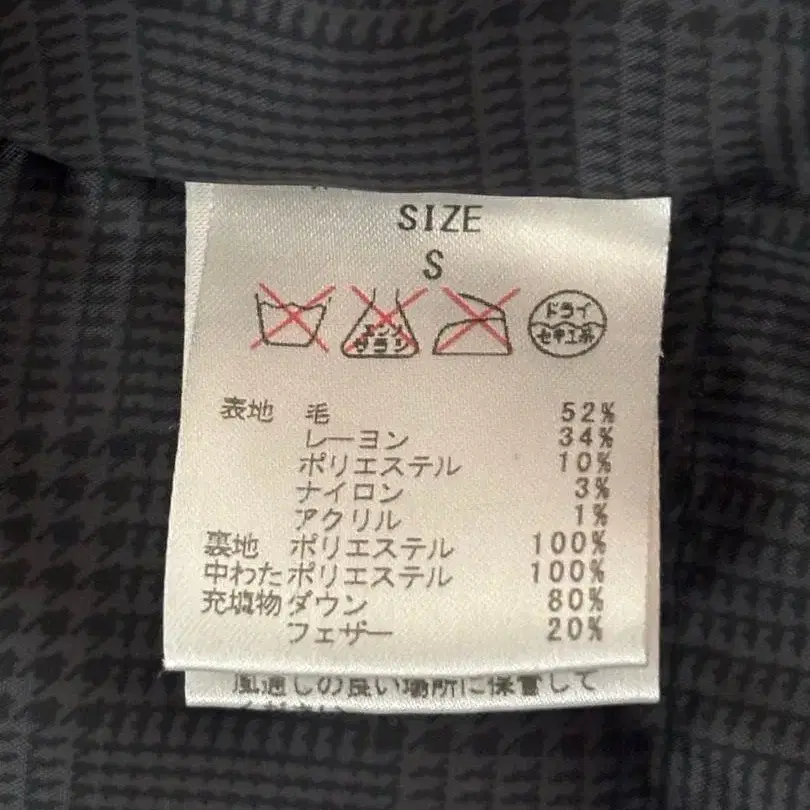 SIZE
S
エンソ サラシ
ドライ
セキユ系
表地 毛 52%
レーヨン 34%
ポリエステル 10%
ナイロン 3%
アクリル 1%
裏地 ポリエステル 100%
中わた ポリエステル 100%
充填物 ダウン 80%
フェザー 20%
風通しの良い場所に保管して
ください